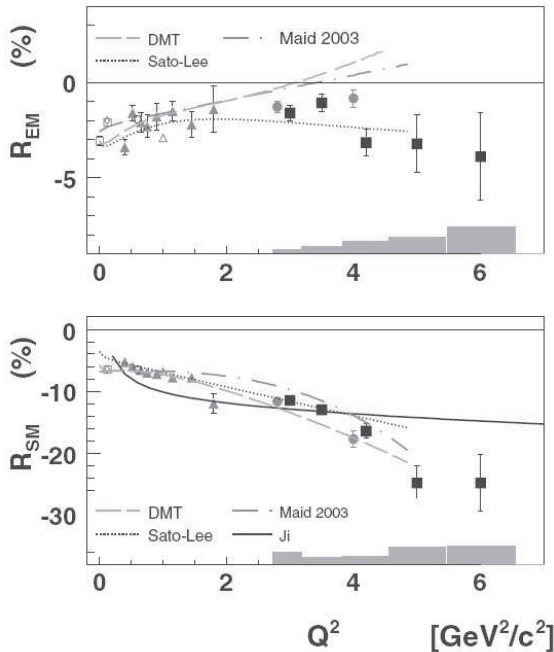 DMT Maid 2003
Sato-Lee
R_EM (%)
0
-5
0 2 4 6
R_SM (%)
0
-10
-20
-30
DMT Maid 2003
Sato-Lee Ji
0 2 4 6
Q² [GeV²/c²]